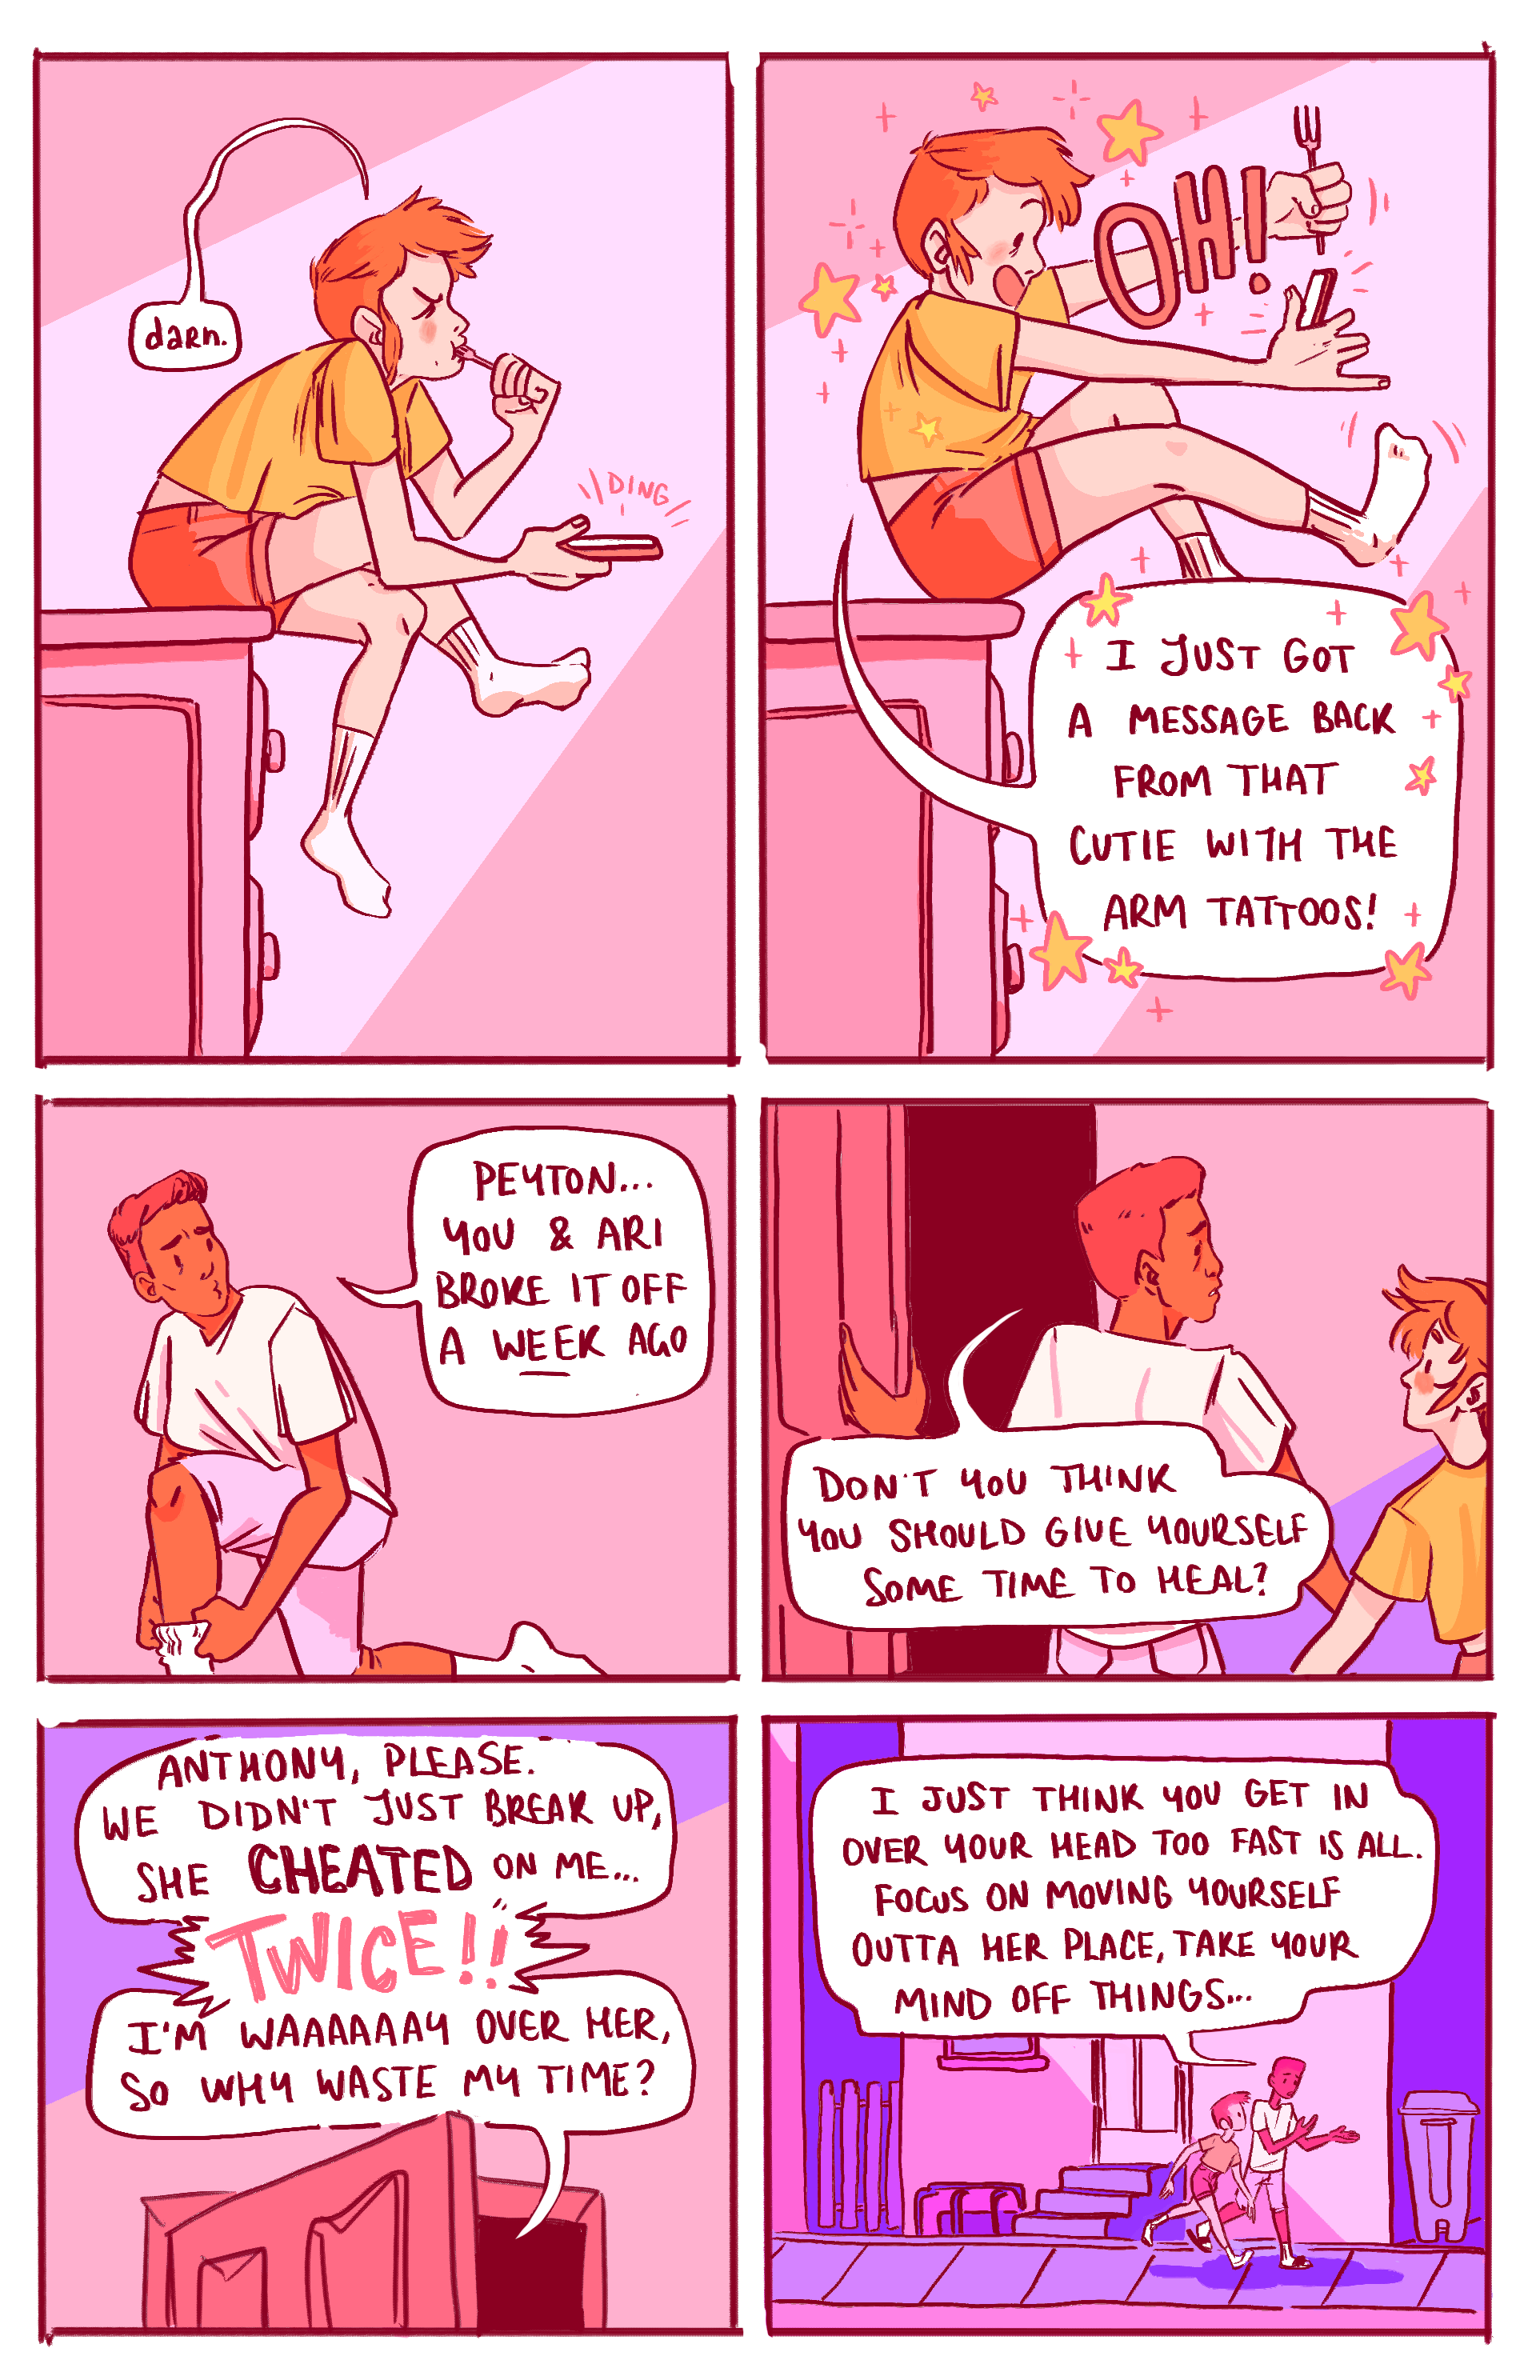 daRn.
DING
OH!
I JUST GOT
A MESSAGE BACK
FROM THAT
CUTIE WITH THE
ARM TATTOOS!
PEYTON...
YOU & ARI
BROKE IT OFF
A WEEK AGO
DON'T YOU THINK
YOU SHOULD GIVE YOURSELF
SOME TIME TO HEAL?
ANTHONY, PLEASE.
WE DIDN'T JUST BREAK UP,
SHE CHEATED ON ME...
TWICE!!
I'M WAAAAAAY OVER HER,
SO WHY WASTE MY TIME?
I JUST THINK YOU GET IN
OVER YOUR HEAD TOO FAST IS ALL.
FOCUS ON MOVING YOURSELF
OUTTA HER PLACE, TAKE YOUR
MIND OFF THINGS...